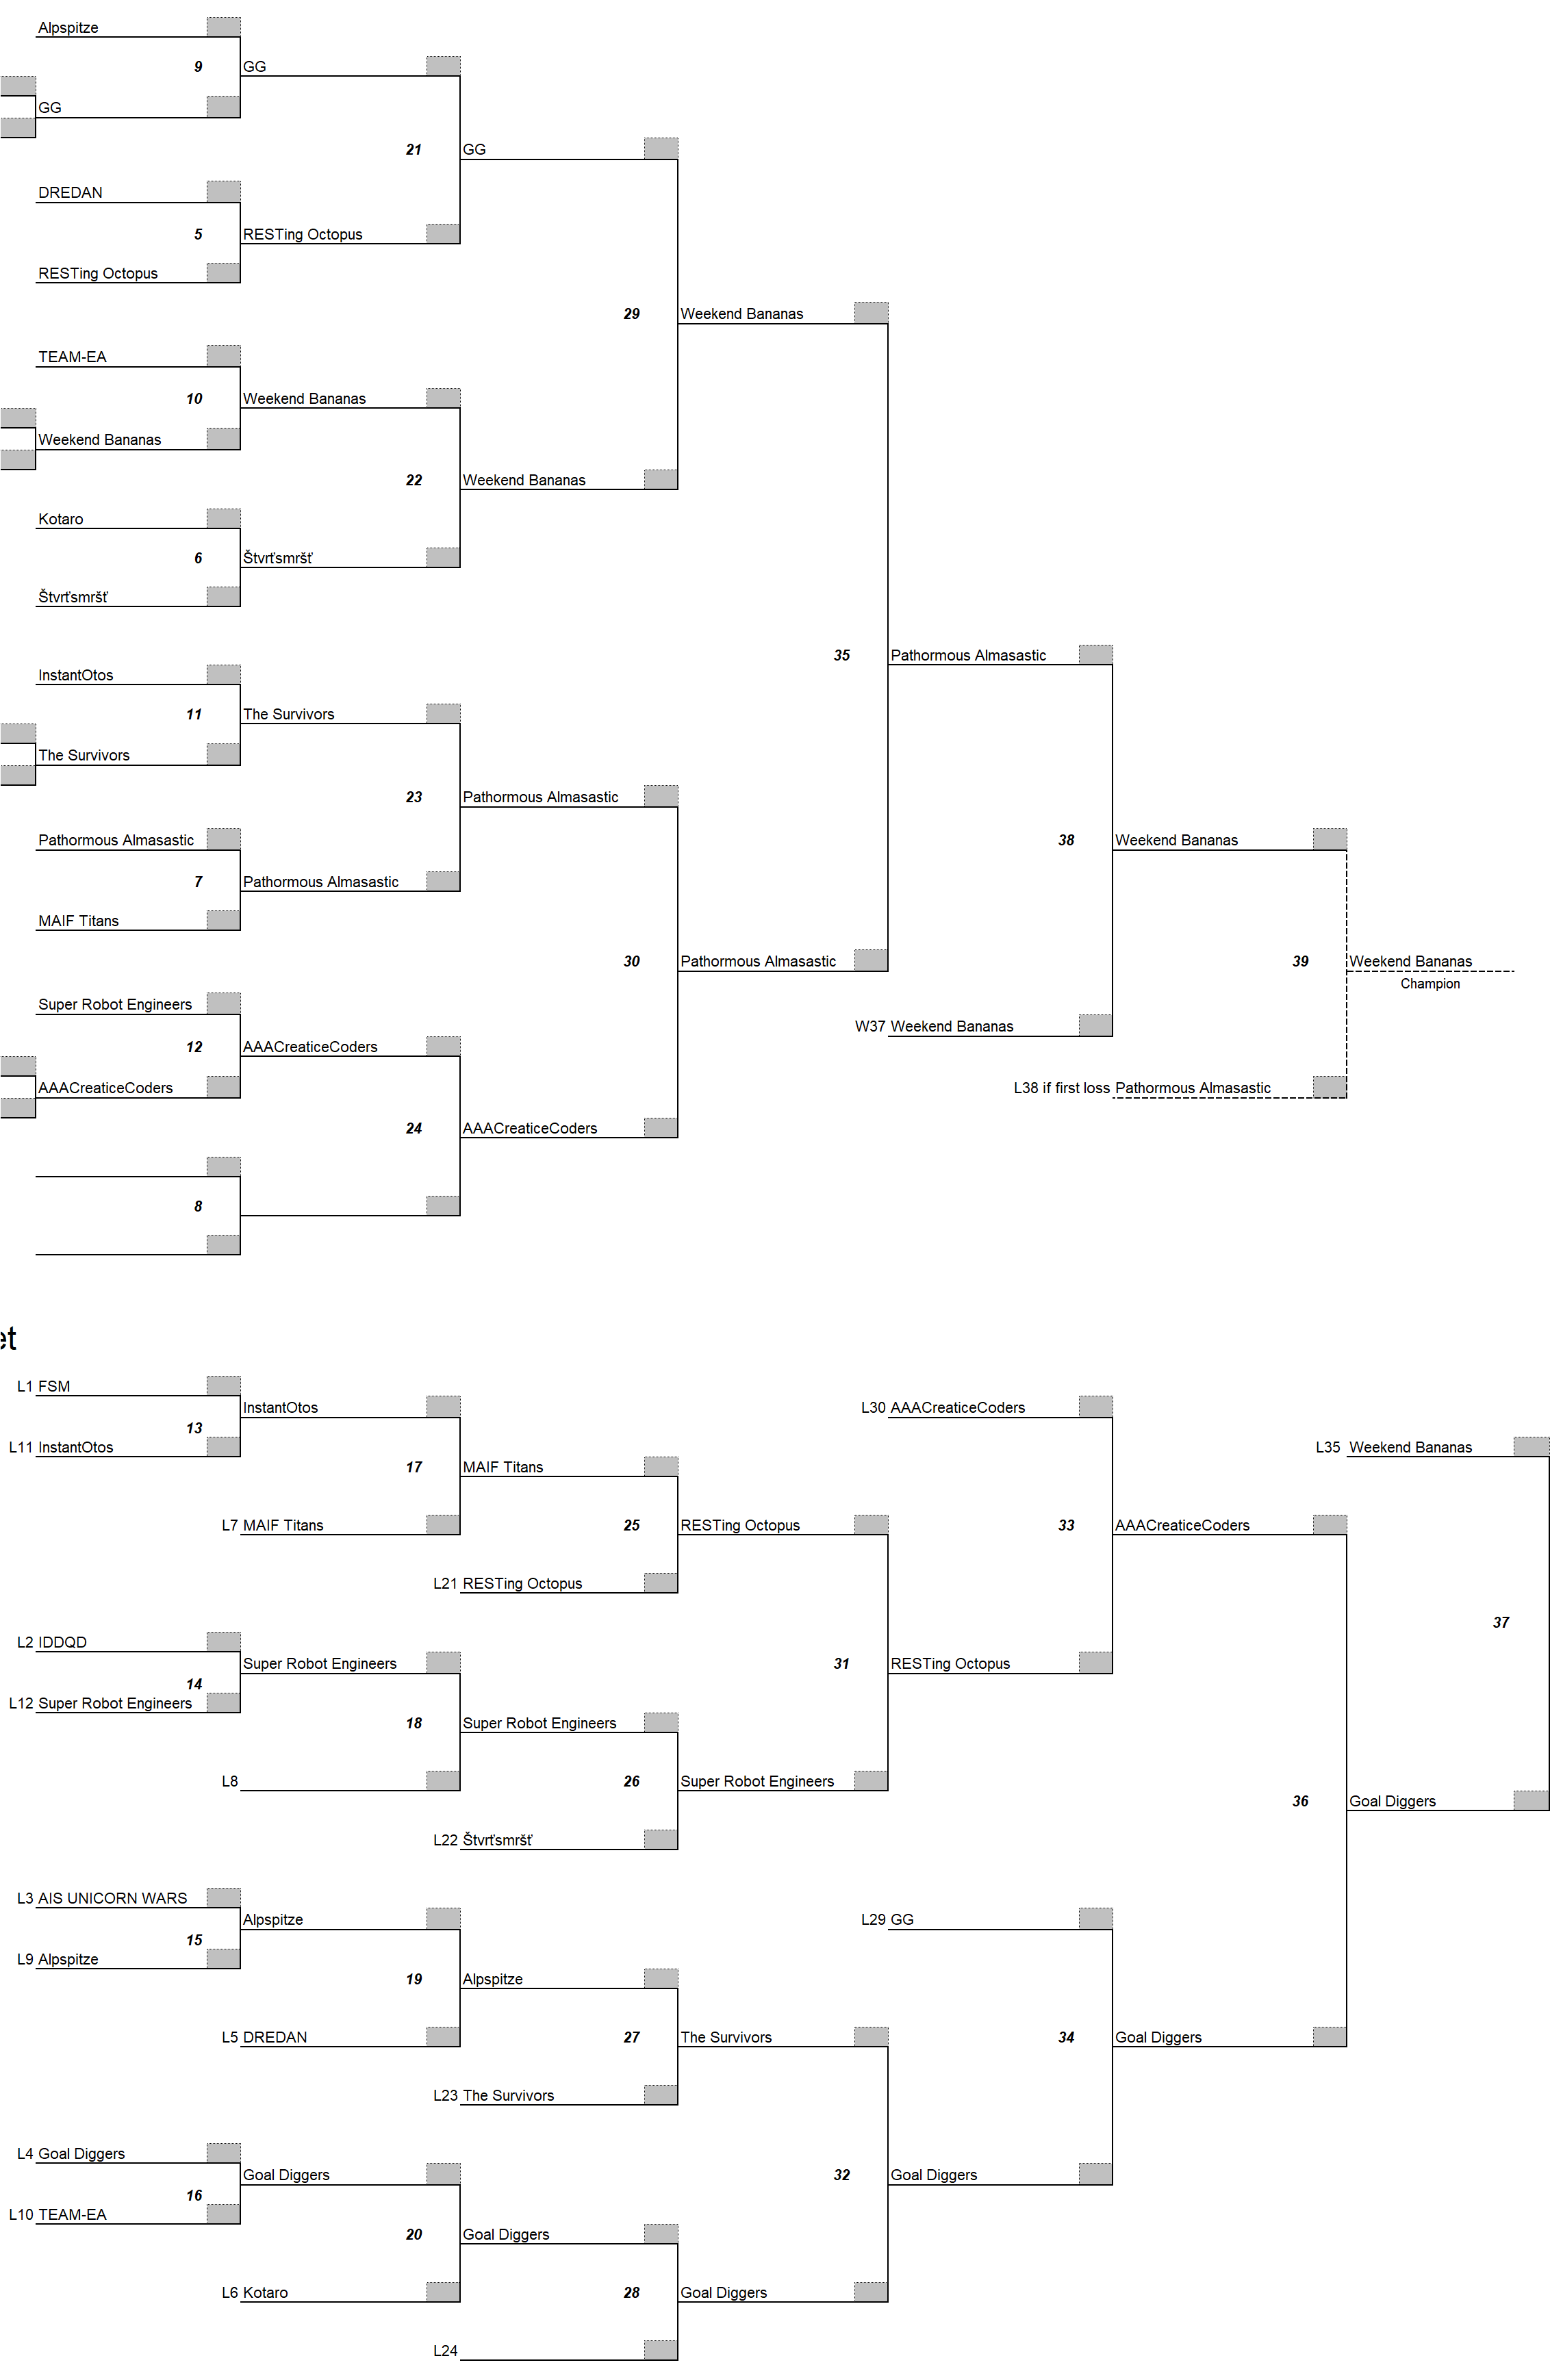 Alpspitze
9 GG
GG
21 GG
DREDAN
5 RESTing Octopus
RESTing Octopus
29 Weekend Bananas
TEAM-EA
10 Weekend Bananas
Weekend Bananas
22 Weekend Bananas
Kotaro
6 Štvrťsmršť
Štvrťsmršť
35 Pathormous Almasastic
InstantOtos
11 The Survivors
The Survivors
23 Pathormous Almasastic
Pathormous Almasastic
38 Weekend Bananas
7 Pathormous Almasastic
MAIF Titans
30 Pathormous Almasastic
39 Weekend Bananas
Champion
Super Robot Engineers
W37 Weekend Bananas
12 AAACreaticeCoders
AAACreaticeCoders
L38 if first loss Pathormous Almasastic
24 AAACreaticeCoders
8
et
L1 FSM
InstantOtos
L30 AAACreaticeCoders
13
L11 InstantOtos
L35 Weekend Bananas
17 MAIF Titans
L7 MAIF Titans
25 RESTing Octopus
33 AAACreaticeCoders
L21 RESTing Octopus
37
L2 IDDQD
Super Robot Engineers
31 RESTing Octopus
14
L12 Super Robot Engineers
18 Super Robot Engineers
L8
26 Super Robot Engineers
36 Goal Diggers
L22 Štvrťsmršť
L3 AIS UNICORN WARS
Alpspitze
L29 GG
15
L9 Alpspitze
19 Alpspitze
L5 DREDAN
27 The Survivors
34 Goal Diggers
L23 The Survivors
L4 Goal Diggers
Goal Diggers
32 Goal Diggers
16
L10 TEAM-EA
20 Goal Diggers
L6 Kotaro
28 Goal Diggers
L24